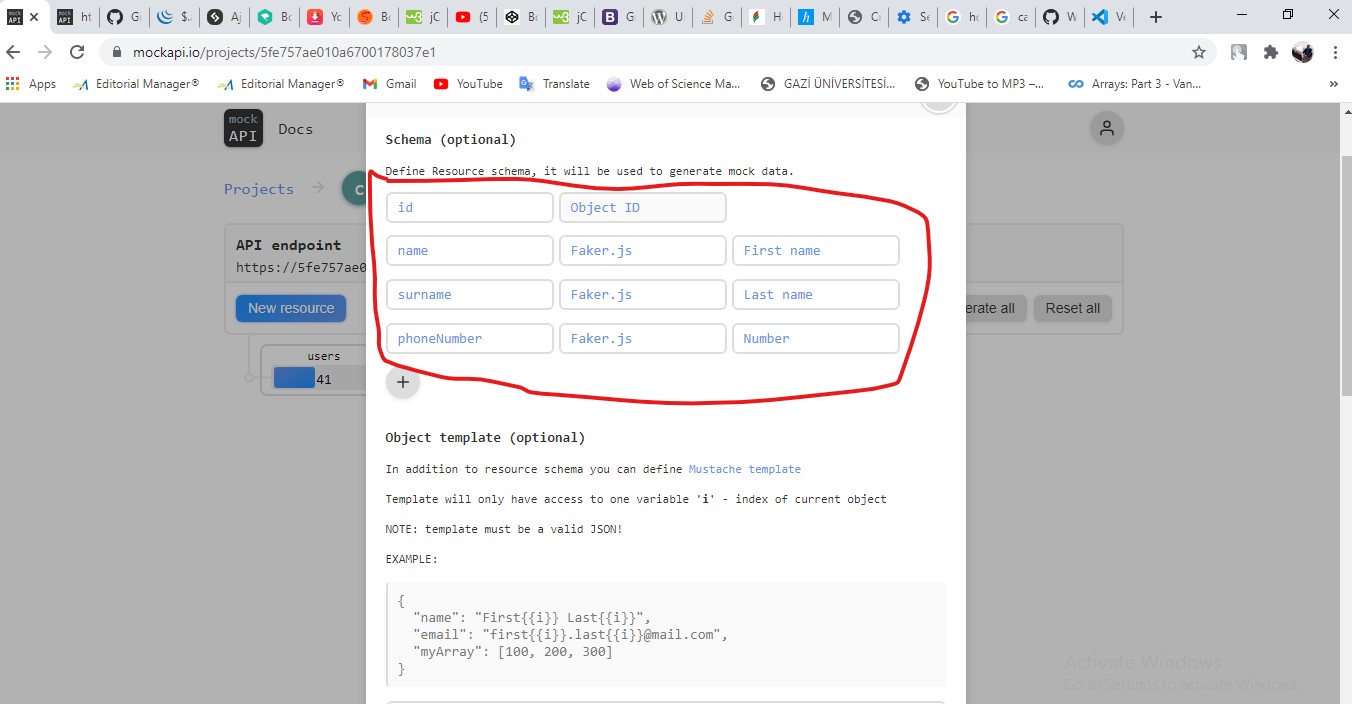 mock API
ht
Gi
$.
Aj
Bo
Yc
Bo
jC
(5
Bo
jC
G
U
G
H
M
Cı
Se
ho
ca
W
Ve
mockapi.io/projects/5fe757ae010a6700178037e1
Apps
Editorial Manager®
Editorial Manager®
Gmail
YouTube
Translate
Web of Science Ma...
GAZİ ÜNİVERSİTESİ...
YouTube to MP3 –...
Arrays: Part 3 - Van...
»
mock
API
Docs
Schema (optional)
Define Resource schema, it will be used to generate mock data.
Projects
C
id Object ID
API endpoint
name Faker.js First name
https://5fe757ae0
surname Faker.js Last name
New resource
erate all Reset all
phoneNumber Faker.js Number
users
41
+
Object template (optional)
In addition to resource schema you can define Mustache template
Template will only have access to one variable 'i' - index of current object
NOTE: template must be a valid JSON!
EXAMPLE:
{
"name": "First{{i}} Last{{i}}",
"email": "first{{i}}.last{{i}}@mail.com",
"myArray": [100, 200, 300]
}
Activate Windows
Go to Settings to activate Windows.